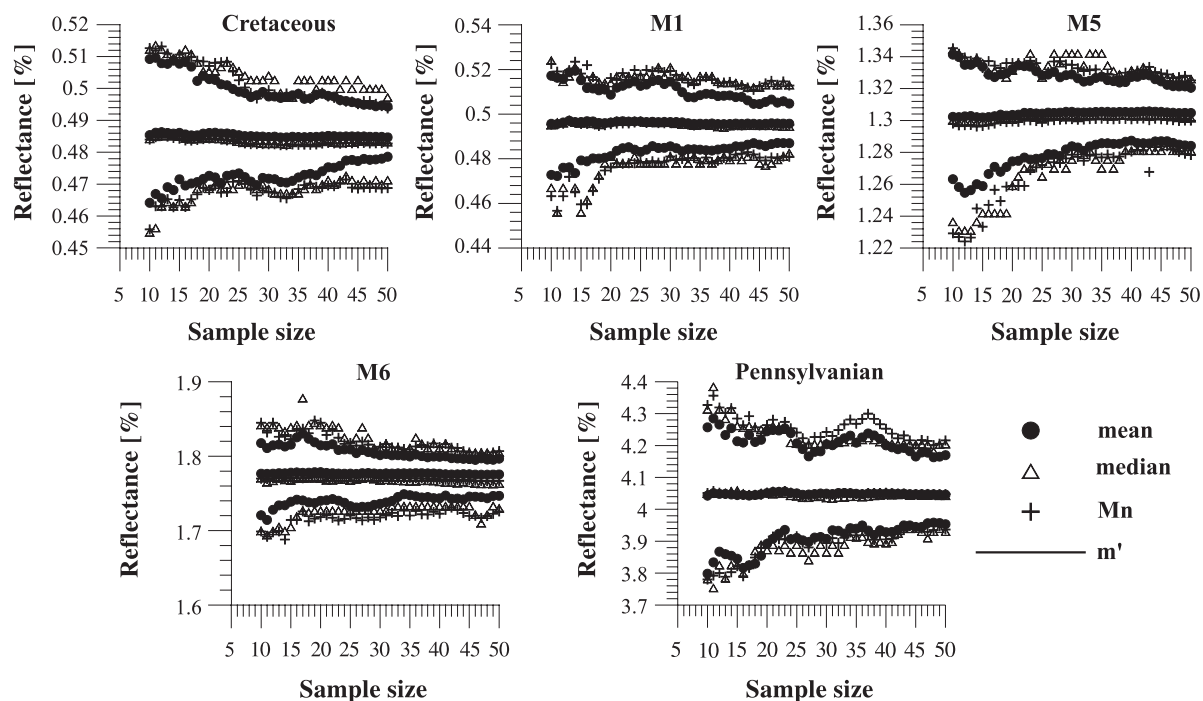 Cretaceous
Reflectance [%]
0.52
0.51
0.5
0.49
0.48
0.47
0.46
0.45
5 10 15 20 25 30 35 40 45 50
Sample size
M1
Reflectance [%]
0.54
0.52
0.5
0.48
0.46
0.44
5 10 15 20 25 30 35 40 45 50
Sample size
M5
Reflectance [%]
1.36
1.34
1.32
1.3
1.28
1.26
1.24
1.22
5 10 15 20 25 30 35 40 45 50
Sample size
M6
Reflectance [%]
1.9
1.8
1.7
1.6
5 10 15 20 25 30 35 40 45 50
Sample size
Pennsylvanian
Reflectance [%]
4.4
4.3
4.2
4.1
4
3.9
3.8
3.7
5 10 15 20 25 30 35 40 45 50
Sample size
mean
median
Mn
m'